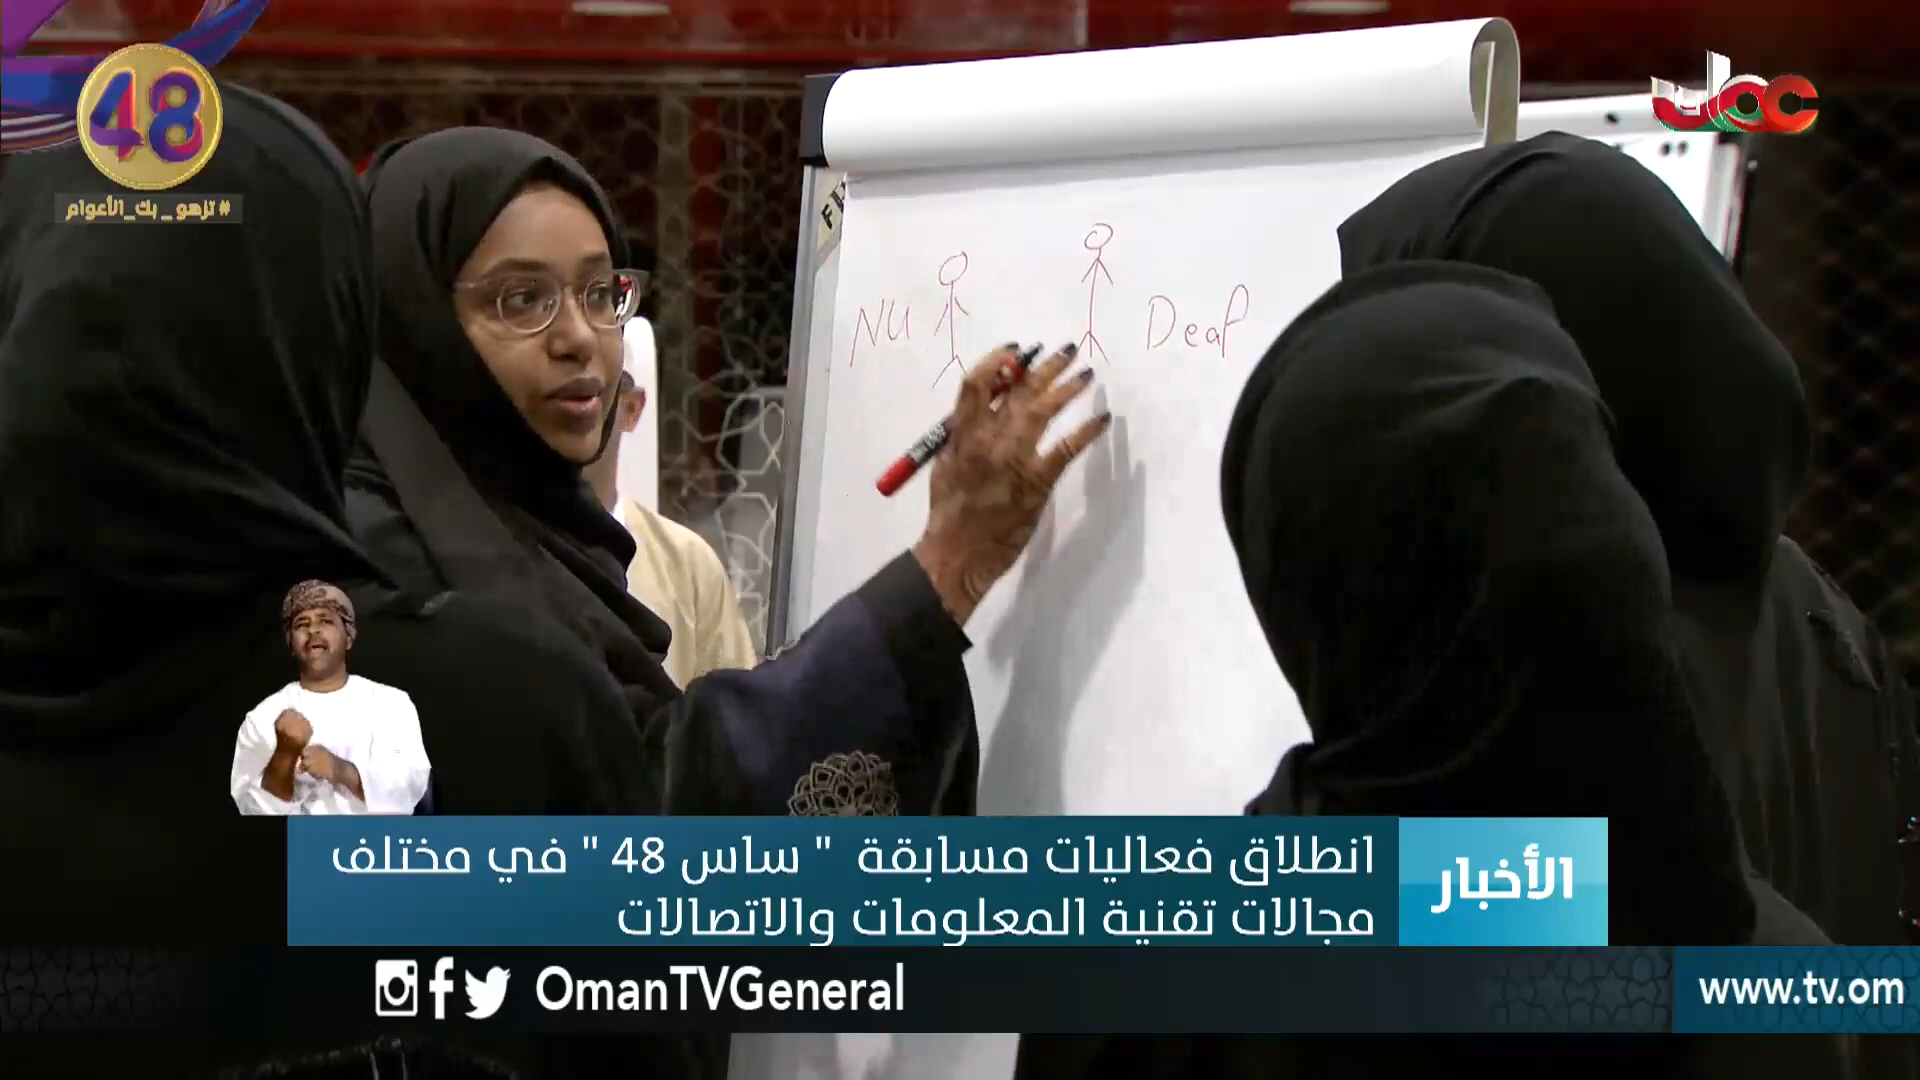 48
#تزهو_بك_الأعوام
عمان
NU
Deaf
الأخبار
انطلاق فعاليات مسابقة " ساس 48 " في مختلف
مجالات تقنية المعلومات والاتصالات
OmanTVGeneral
www.tv.om